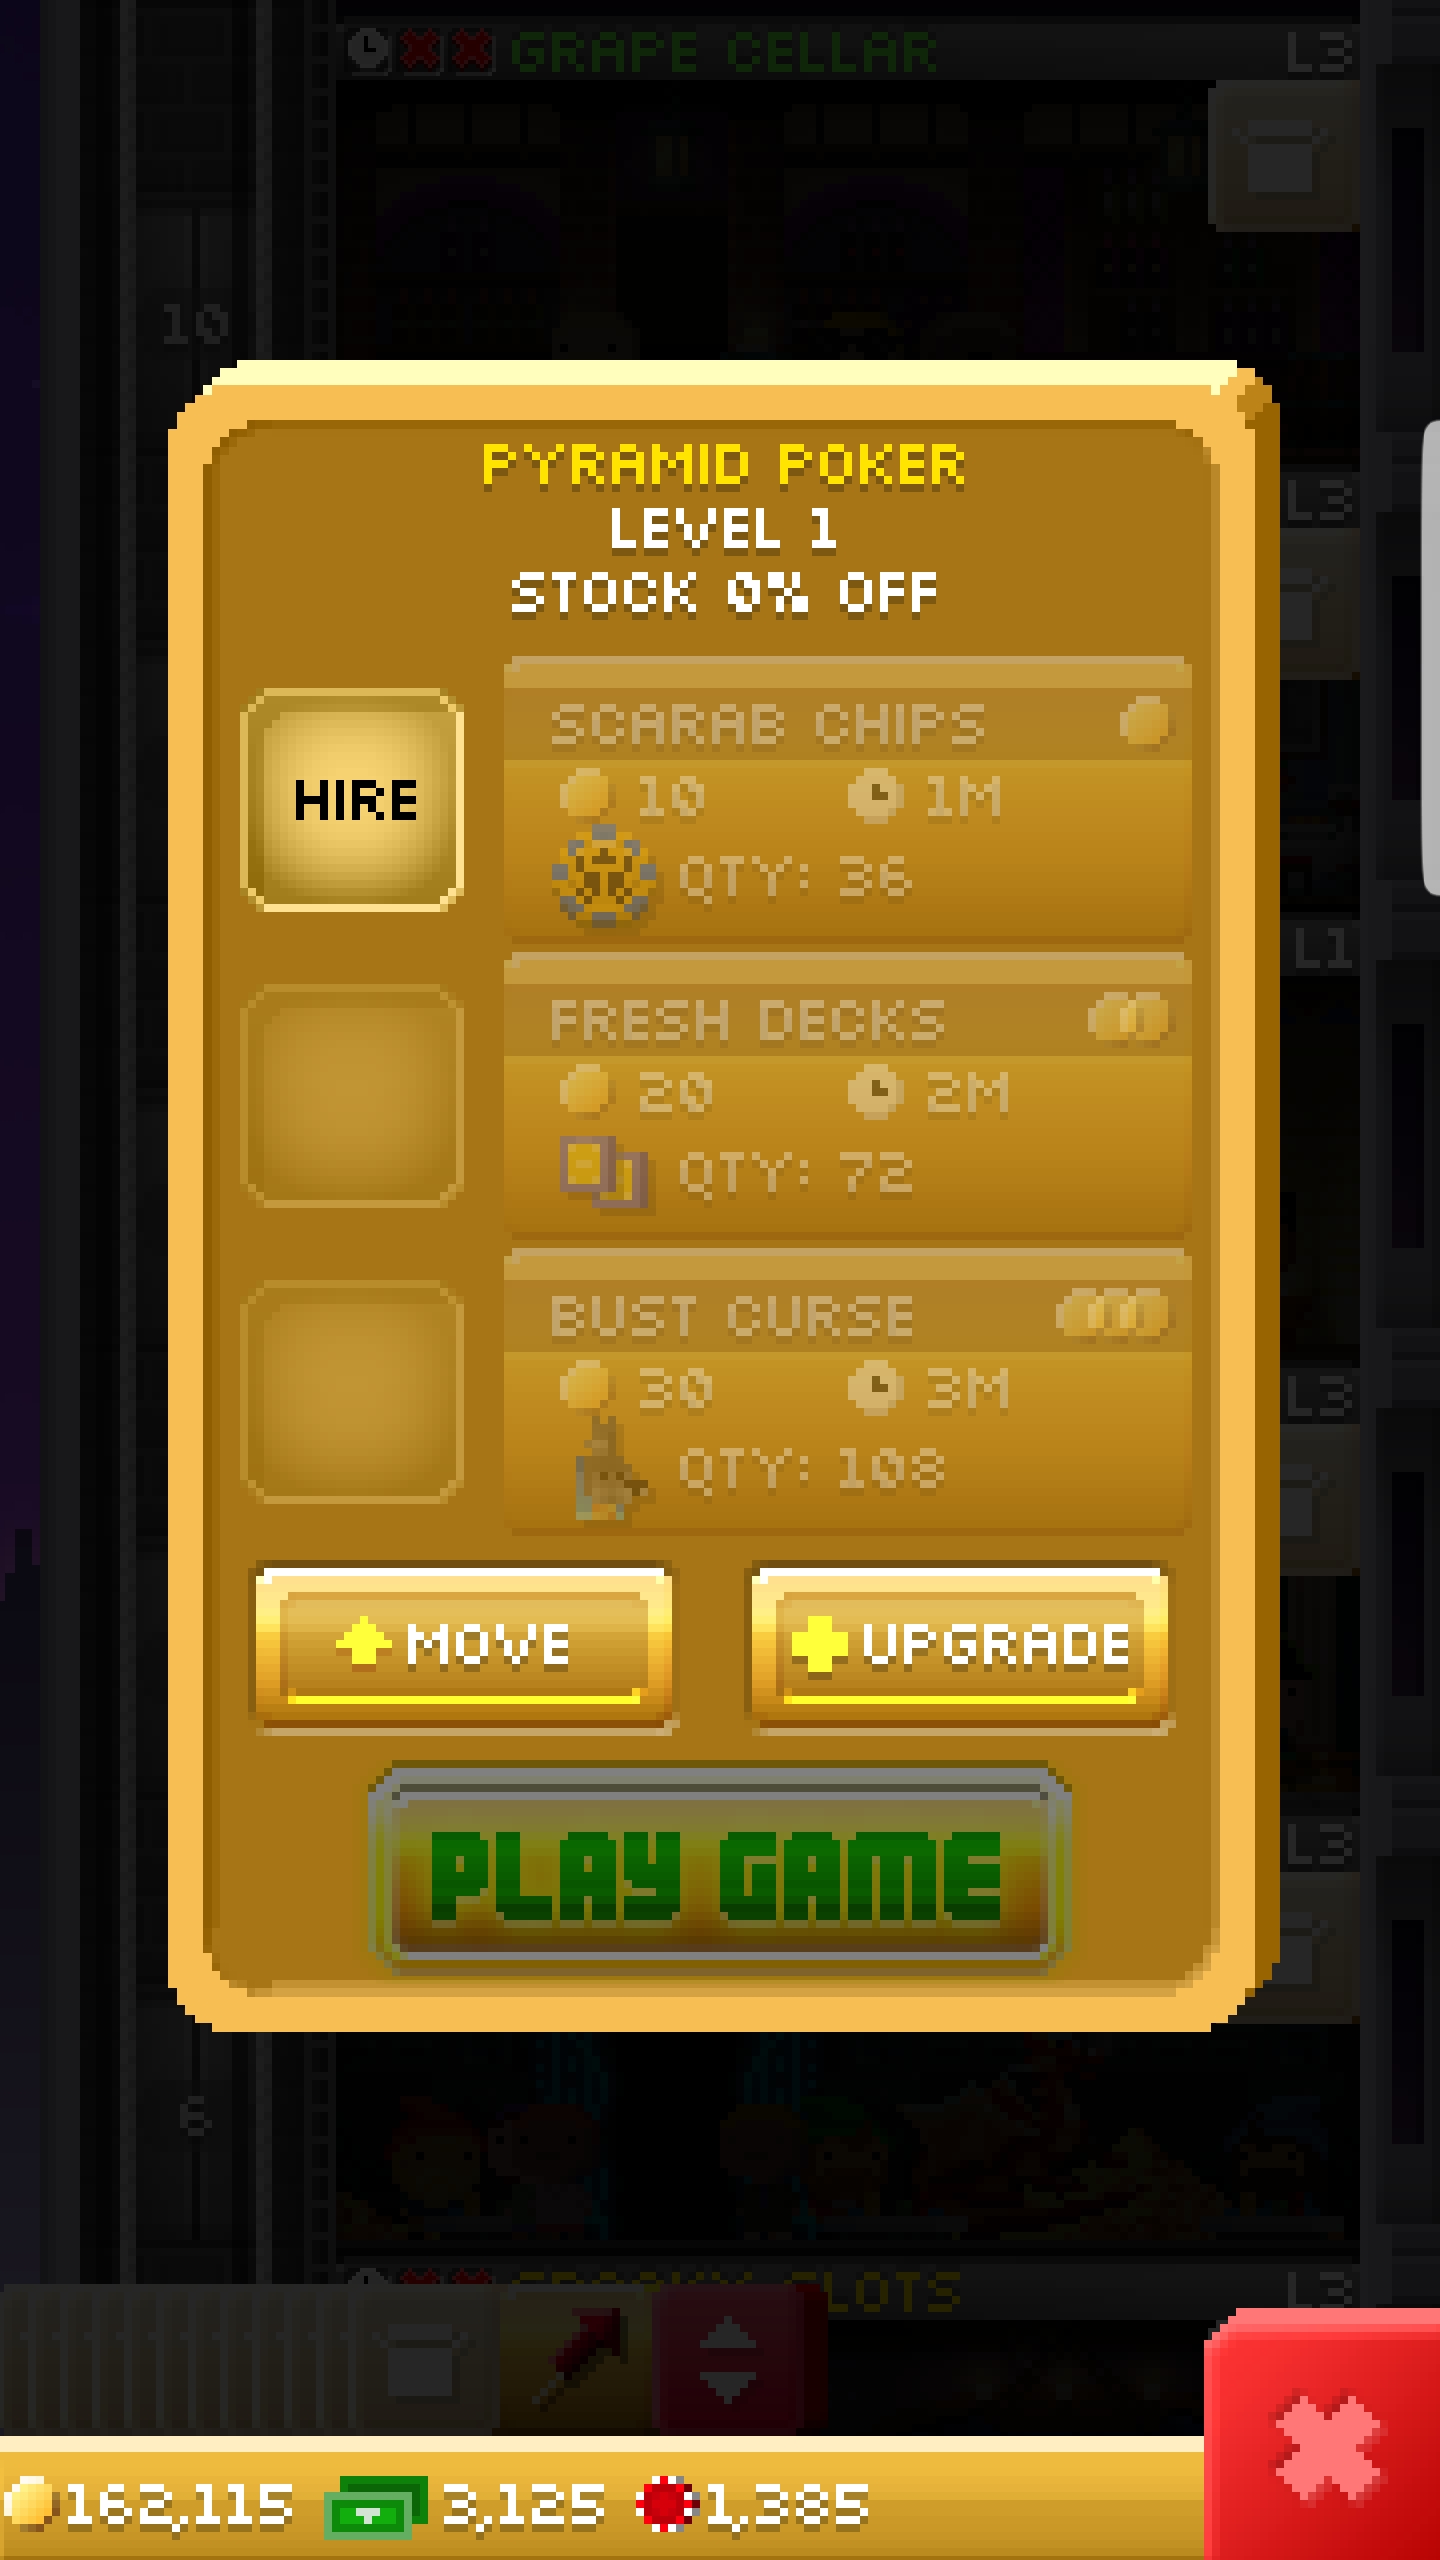 GRAPE CELLAR L3
10
PYRAMID POKER
LEVEL 1
STOCK 0% OFF
L3
HIRE
SCARAB CHIPS
10 1M
QTY: 36
L1
FRESH DECKS
20 2M
QTY: 72
BUST CURSE
30 3M
QTY: 108
L3
MOVE
UPGRADE
L3
PLAY GAME
6
SLOTS L3
162,115 3,125 1,385